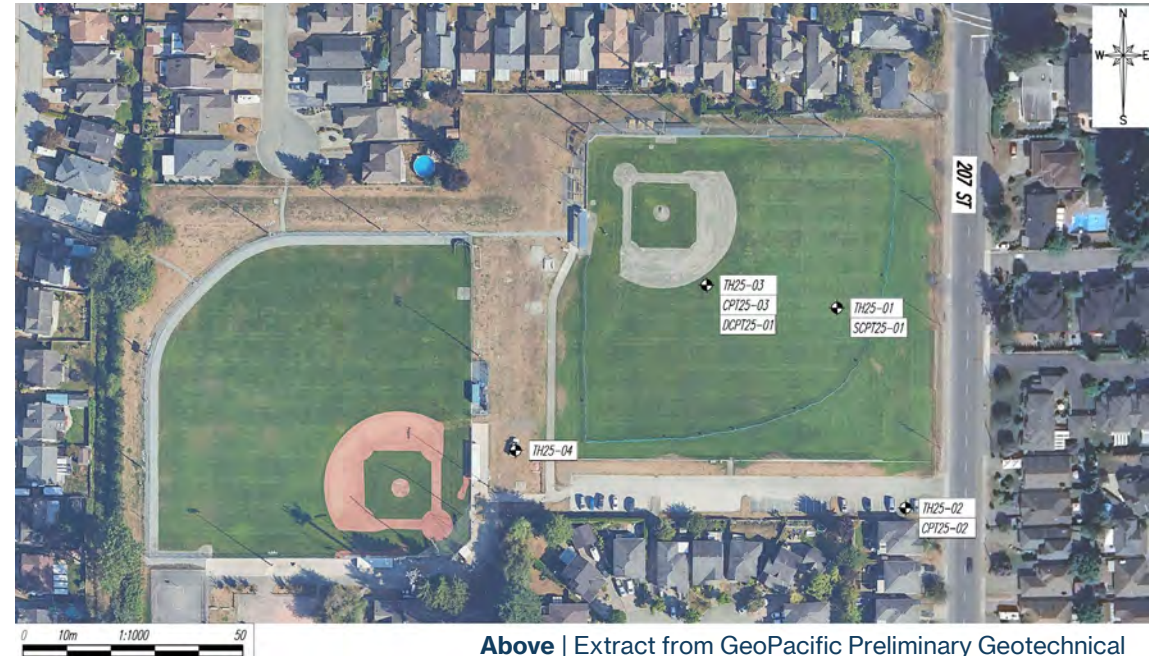 N
W E
S
207 ST
TH25-03
CPT25-03
DCPT25-01
TH25-01
SCPT25-01
TH25-04
TH25-02
CPT25-02
0 10m 1:1000 50
Above | Extract from GeoPacific Preliminary Geotechnical